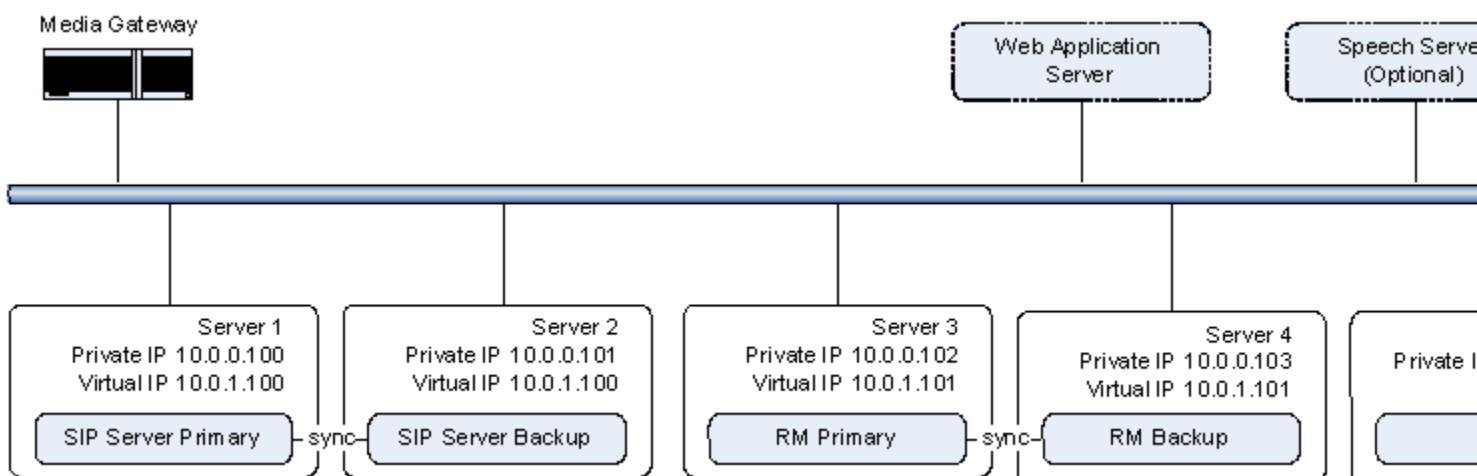 Media Gateway
Web Application
Server
Speech Serve
(Optional)
Server 1
Private IP 10.0.0.100
Virtual IP 10.0.1.100
SIP Server Primary
sync
Server 2
Private IP 10.0.0.101
Virtual IP 10.0.1.100
SIP Server Backup
Server 3
Private IP 10.0.0.102
Virtual IP 10.0.1.101
RM Primary
sync
Server 4
Private IP 10.0.0.103
Virtual IP 10.0.1.101
RM Backup
Private I